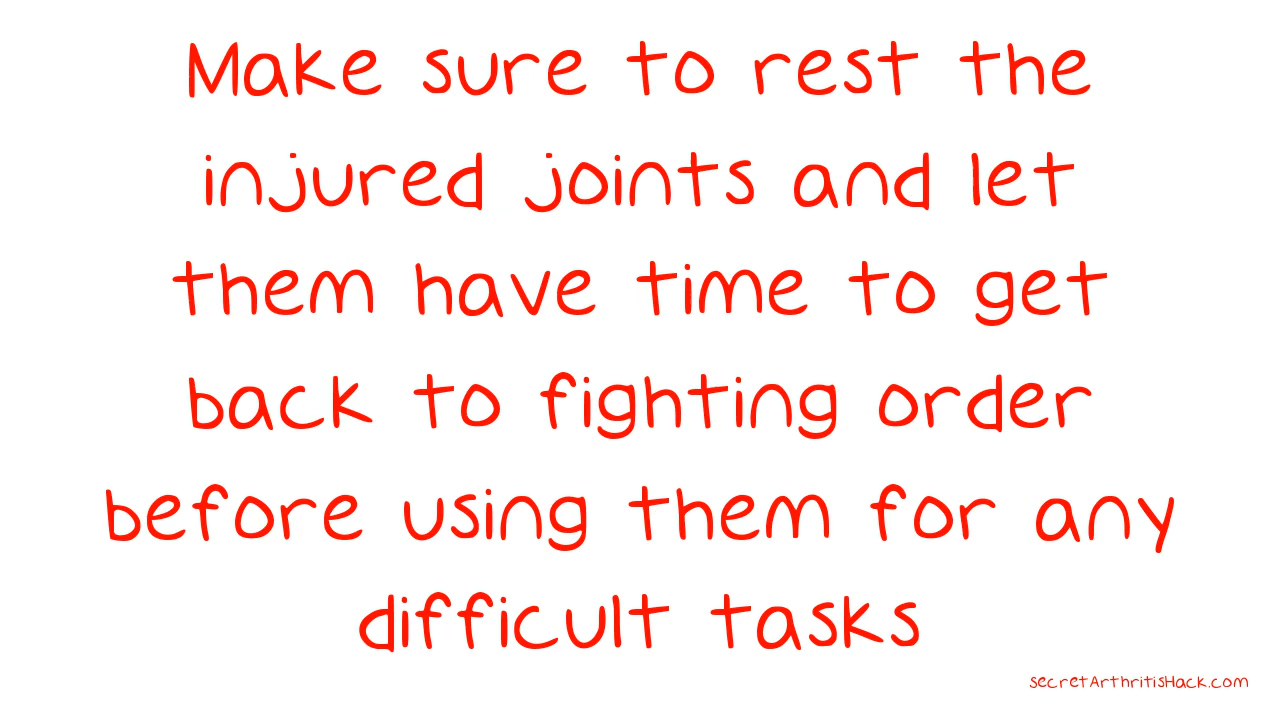 Make sure to rest the
injured joints and let
them have time to get
back to fighting order
before using them for any
difficult tasks
secretArthritisHack.com